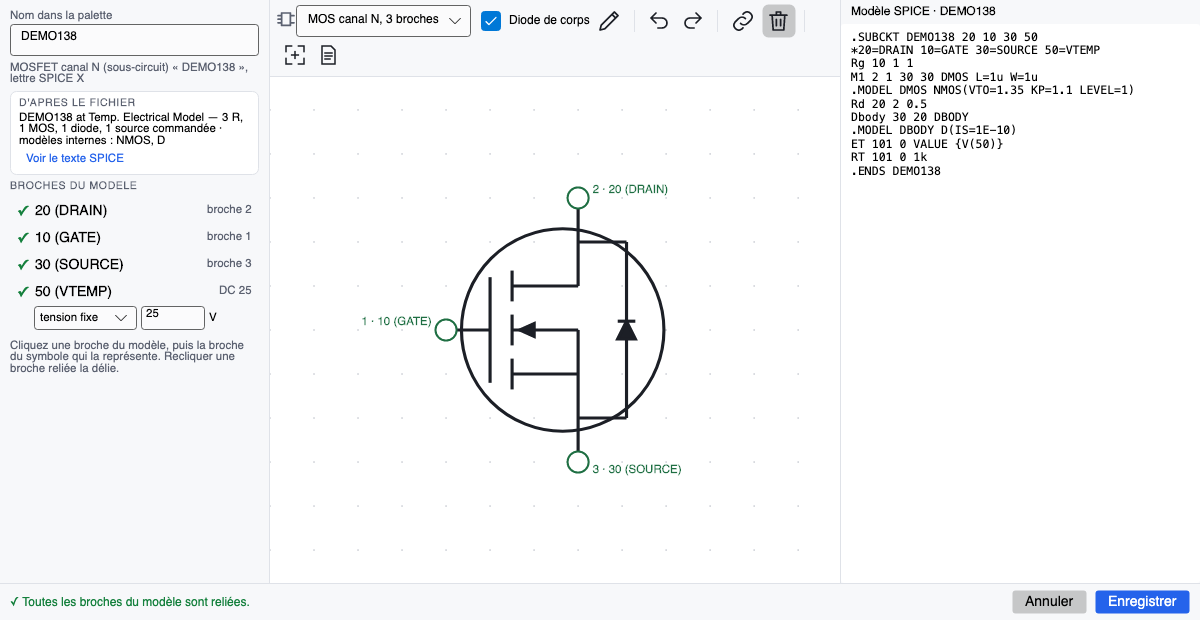 Nom dans la palette
DEMO138
MOSFET canal N (sous-circuit) « DEMO138 »,
lettre SPICE X
D'APRES LE FICHIER
DEMO138 at Temp. Electrical Model — 3 R,
1 MOS, 1 diode, 1 source commandée ·
modèles internes : NMOS, D
Voir le texte SPICE
BROCHES DU MODELE
✓ 20 (DRAIN) broche 2
✓ 10 (GATE) broche 1
✓ 30 (SOURCE) broche 3
✓ 50 (VTEMP) DC 25
tension fixe 25 V
Cliquez une broche du modèle, puis la broche
du symbole qui la représente. Recliquer une
broche reliée la délie.
MOS canal N, 3 broches Diode de corps
2 · 20 (DRAIN)
1 · 10 (GATE)
3 · 30 (SOURCE)
Modèle SPICE · DEMO138
.SUBCKT DEMO138 20 10 30 50
*20=DRAIN 10=GATE 30=SOURCE 50=VTEMP
Rg 10 1 1
M1 2 1 30 30 DMOS L=1u W=1u
.MODEL DMOS NMOS(VTO=1.35 KP=1.1 LEVEL=1)
Rd 20 2 0.5
Dbody 30 20 DBODY
.MODEL DBODY D(IS=1E-10)
ET 101 0 VALUE {V(50)}
RT 101 0 1k
.ENDS DEMO138
✓ Toutes les broches du modèle sont reliées.
Annuler Enregistrer